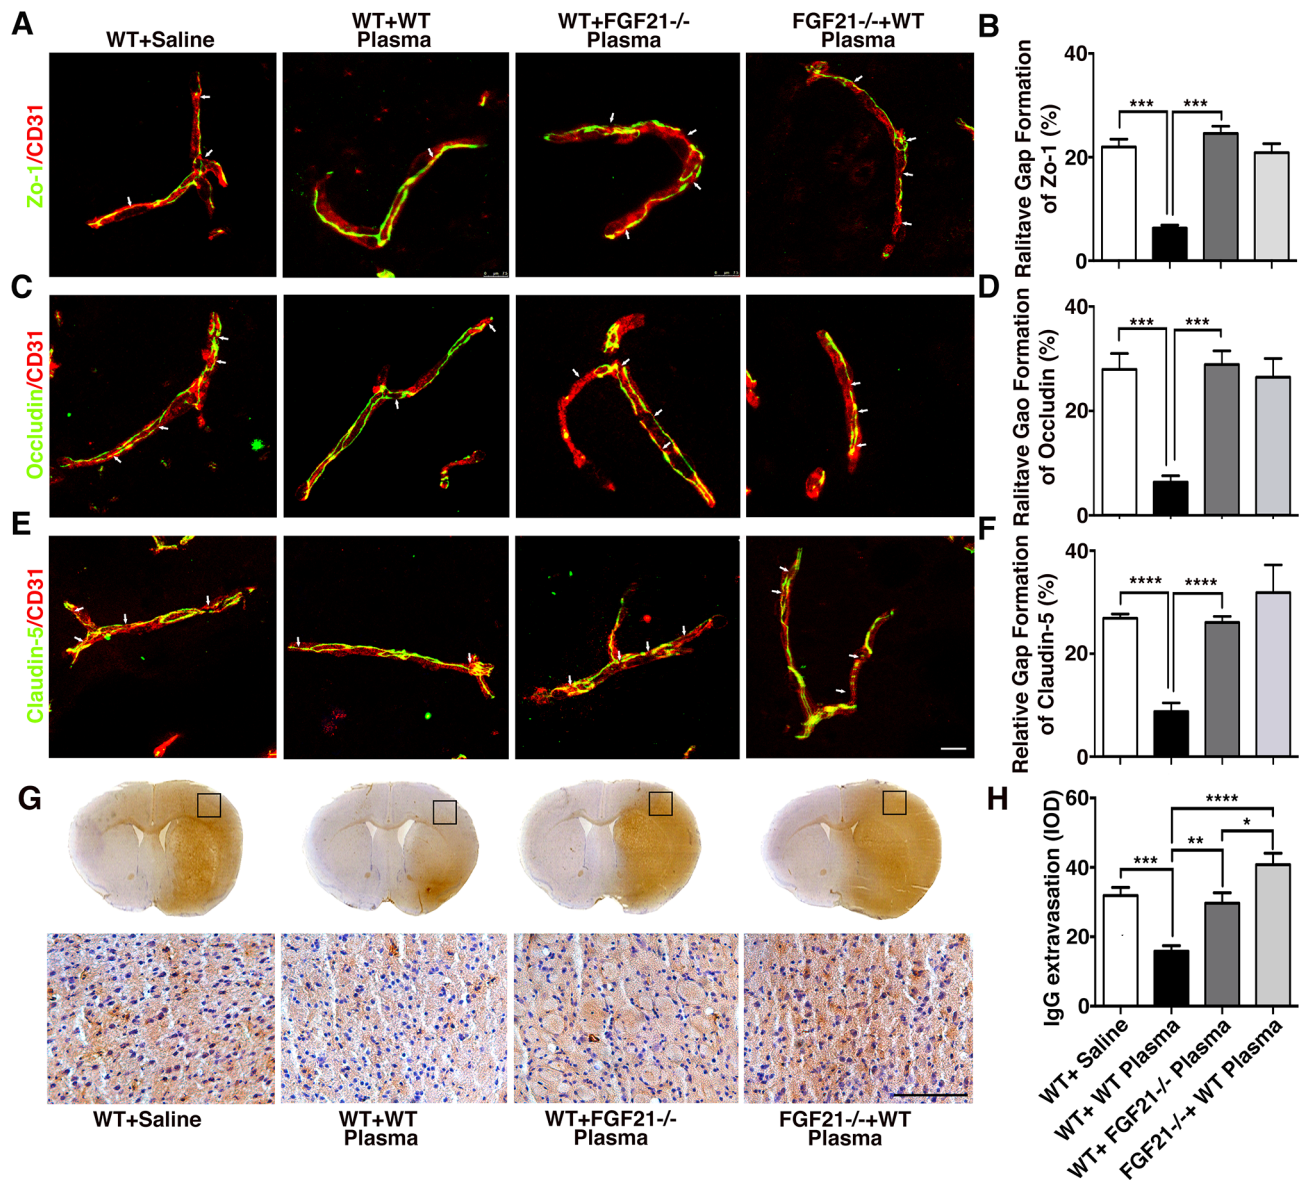 A
WT+Saline
WT+WT
Plasma
WT+FGF21-/-
Plasma
FGF21-/-+WT
Plasma
Zo-1/CD31
B
Ralitave Gap Formation
of Zo-1 (%)
40
20
0
***
***
C
Occludin/CD31
D
Ralitave Gao Formation
of Occludin (%)
40
20
0
***
***
E
Claudin-5/CD31
F
Relative Gap Formation
of Claudin-5 (%)
40
20
0
****
****
G
WT+Saline
WT+WT
Plasma
WT+FGF21-/-
Plasma
FGF21-/-+WT
Plasma
H
IgG extravasation (IOD)
60
40
20
0
***
**
****
*
WT+ Saline
WT+ WT Plasma
WT+ FGF21-/- Plasma
FGF21-/-+ WT Plasma